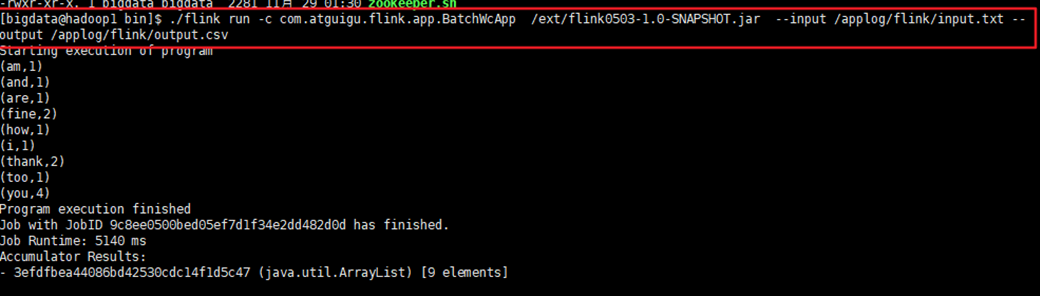 -rwxr-xr-x. 1 bigdata bigdata 2281 11月 29 01:30 zookeeper.sh
[bigdata@hadoop1 bin]$ ./flink run -c com.atguigu.flink.app.BatchWcApp /ext/flink0503-1.0-SNAPSHOT.jar --input /applog/flink/input.txt --
output /applog/flink/output.csv
Starting execution of program
(am,1)
(and,1)
(are,1)
(fine,2)
(how,1)
(i,1)
(thank,2)
(too,1)
(you,4)
Program execution finished
Job with JobID 9c8ee0500bed05ef7d1f34e2dd482d0d has finished.
Job Runtime: 5140 ms
Accumulator Results:
- 3efdfbea44086bd42530cdc14f1d5c47 (java.util.ArrayList) [9 elements]